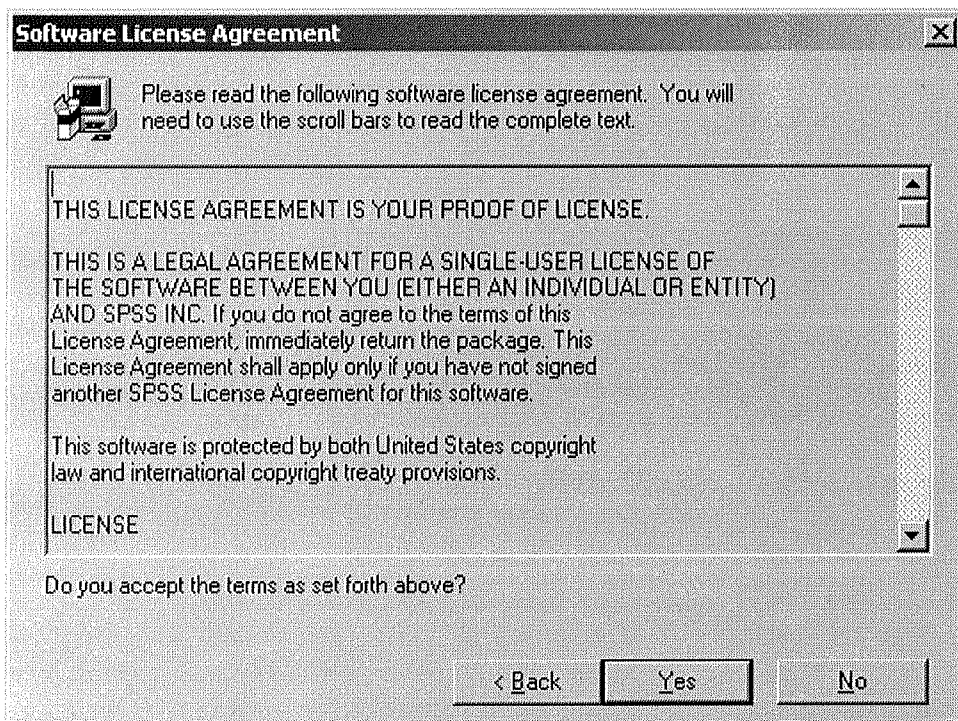 Software License Agreement
Please read the following software license agreement. You will
need to use the scroll bars to read the complete text.
THIS LICENSE AGREEMENT IS YOUR PROOF OF LICENSE.
THIS IS A LEGAL AGREEMENT FOR A SINGLE-USER LICENSE OF
THE SOFTWARE BETWEEN YOU (EITHER AN INDIVIDUAL OR ENTITY)
AND SPSS INC. If you do not agree to the terms of this
License Agreement, immediately return the package. This
License Agreement shall apply only if you have not signed
another SPSS License Agreement for this software.
This software is protected by both United States copyright
law and international copyright treaty provisions.
LICENSE
Do you accept the terms as set forth above?
< Back
Yes
No